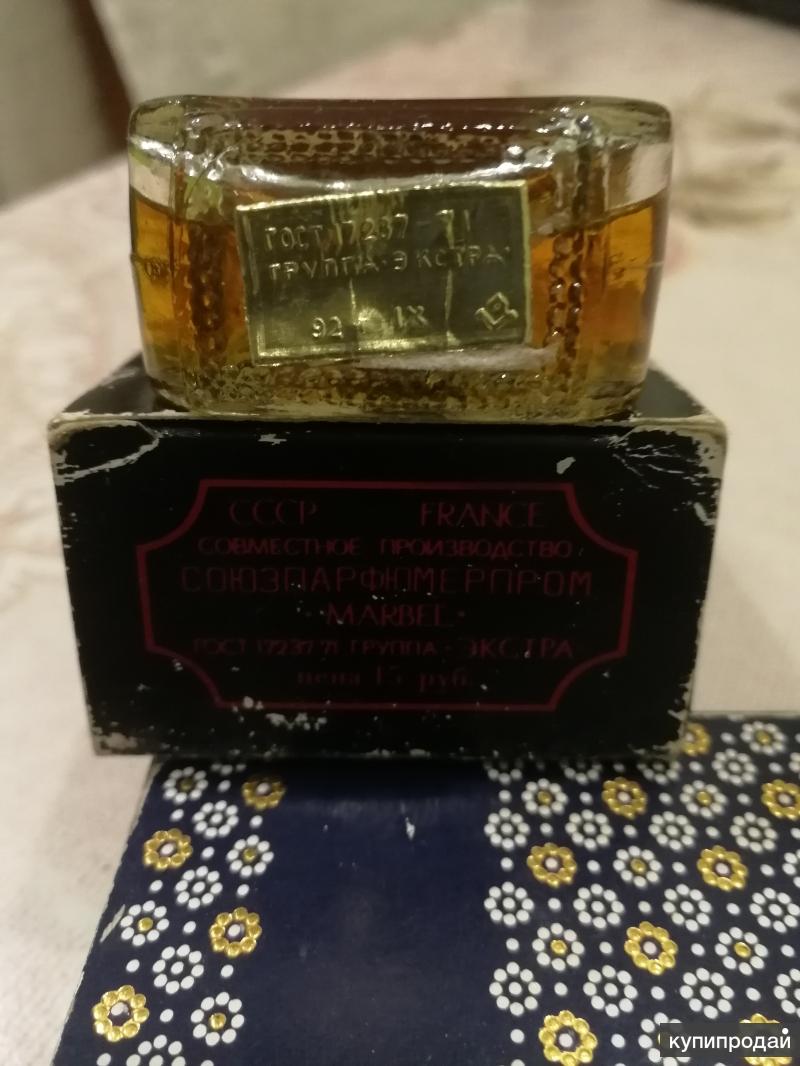 ГОСТ 17237-71
ГРУППА·ЭКСТРА·
92 IX
СССР FRANCE
СОВМЕСТНОЕ ПРОИЗВОДСТВО
СОЮЗПАРФЮМЕРПРОМ
·MARBEL·
ГОСТ 17237 71 ГРУППА·ЭКСТРА
цена 15 руб.
купипродай